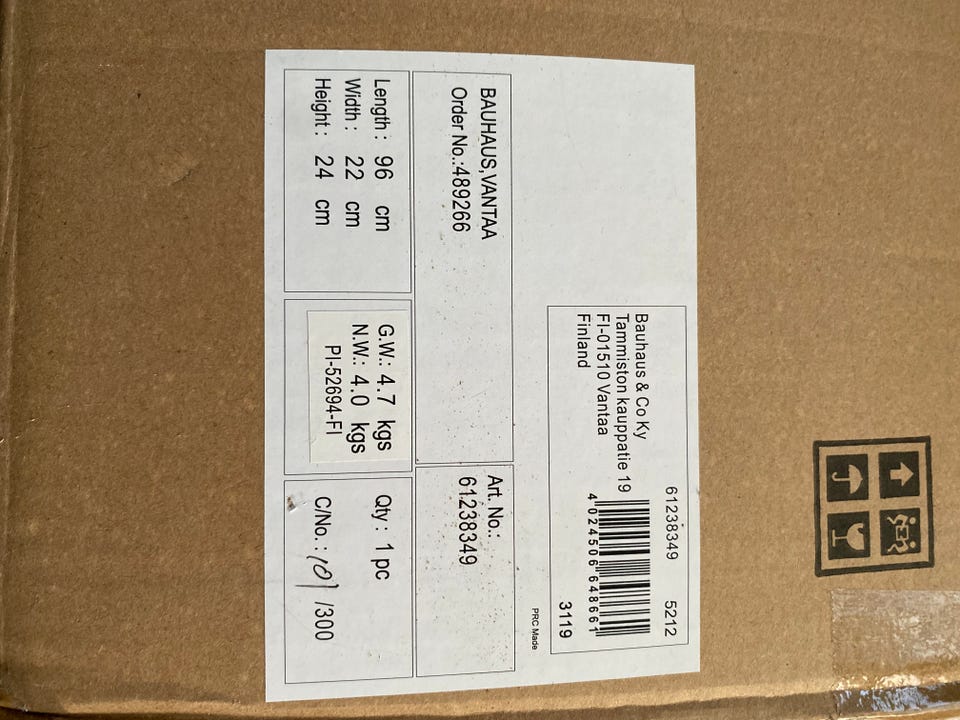 61238349 5212
Bauhaus & Co Ky
Tammiston kauppatie 19
FI-01510 Vantaa
Finland
4 024506 648661
3119
PRC Made
BAUHAUS,VANTAA
Order No.:489266
Art. No.:
61238349
Length : 96 cm
Width : 22 cm
Height : 24 cm
G.W.: 4.7 kgs
N.W.: 4.0 kgs
PI-52694-FI
Qty : 1 pc
C/No. : 101 /300